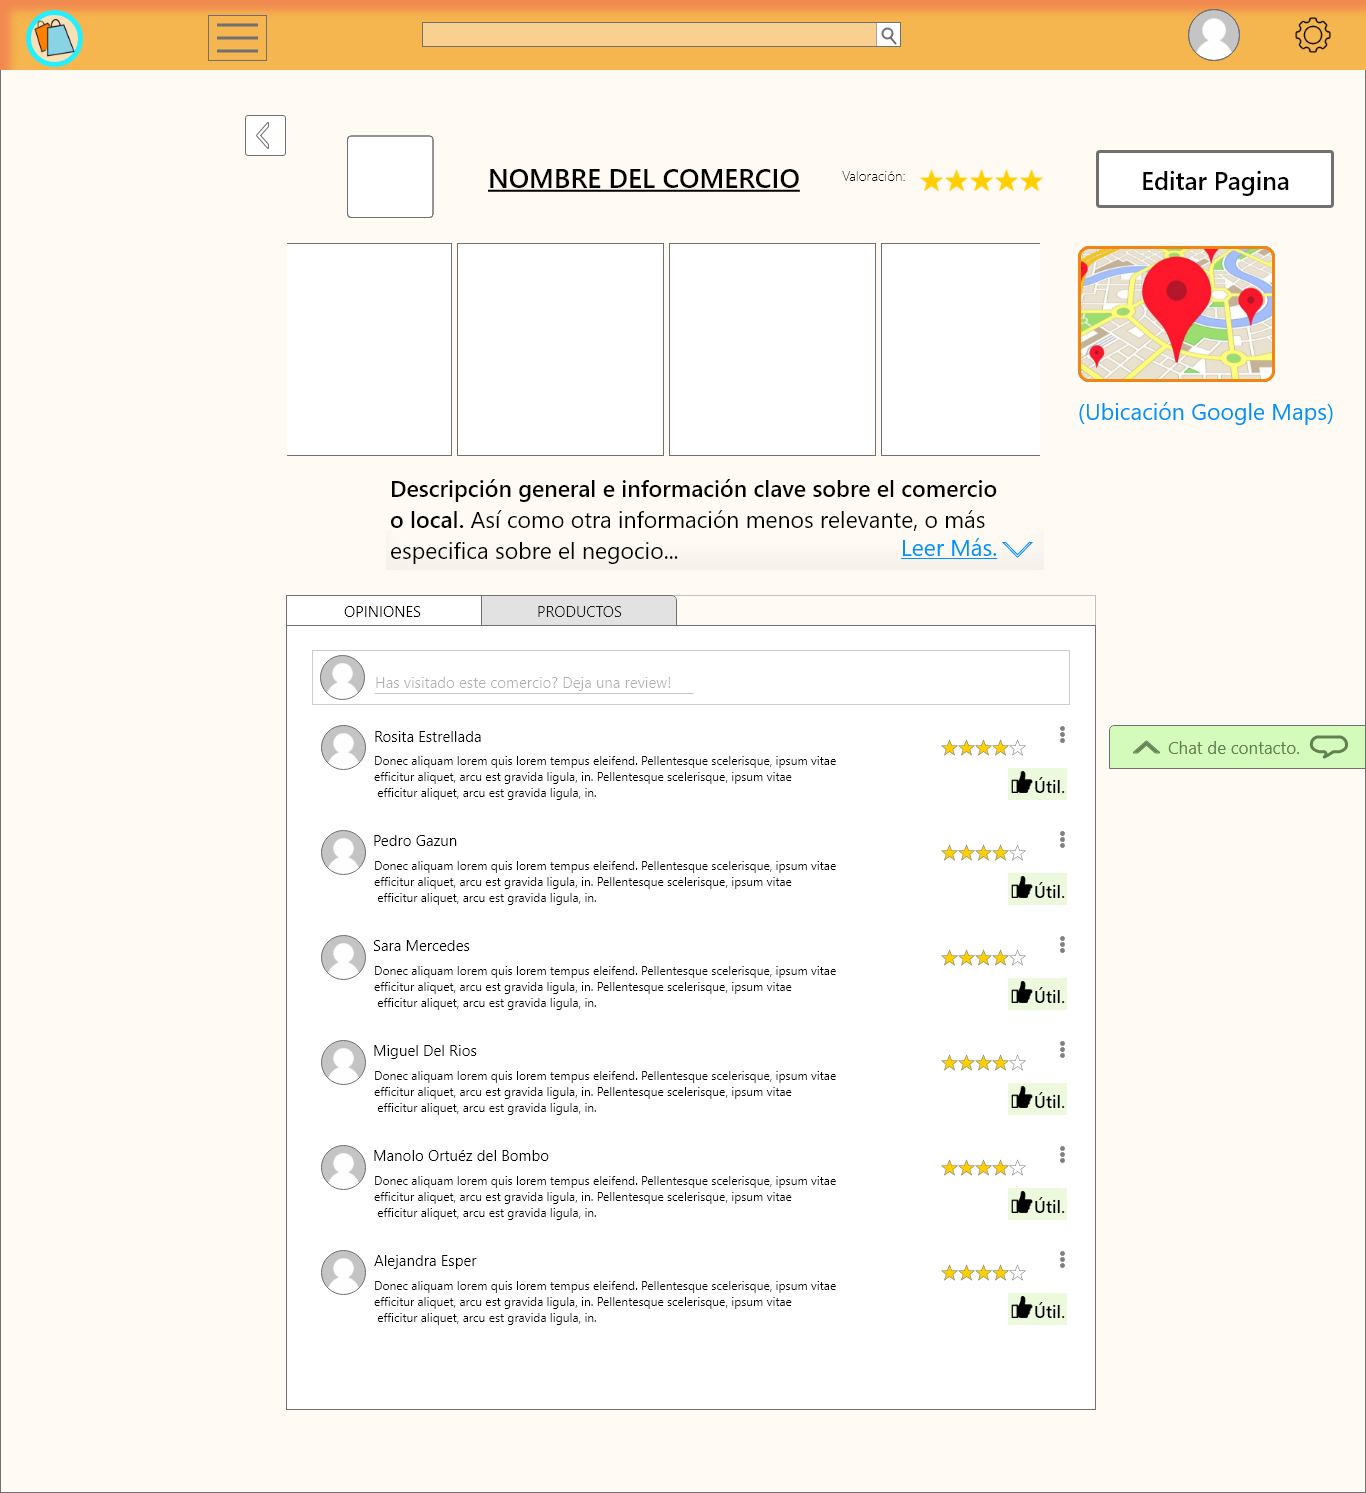 NOMBRE DEL COMERCIO
Valoración:
Editar Pagina
(Ubicación Google Maps)
Descripción general e información clave sobre el comercio
o local. Así como otra información menos relevante, o más
especifica sobre el negocio...
Leer Más.
OPINIONES
PRODUCTOS
Has visitado este comercio? Deja una review!
Chat de contacto.
Rosita Estrellada
Donec aliquam lorem quis lorem tempus eleifend. Pellentesque scelerisque, ipsum vitae
efficitur aliquet, arcu est gravida ligula, in. Pellentesque scelerisque, ipsum vitae
efficitur aliquet, arcu est gravida ligula, in.
Útil.
Pedro Gazun
Donec aliquam lorem quis lorem tempus eleifend. Pellentesque scelerisque, ipsum vitae
efficitur aliquet, arcu est gravida ligula, in. Pellentesque scelerisque, ipsum vitae
efficitur aliquet, arcu est gravida ligula, in.
Útil.
Sara Mercedes
Donec aliquam lorem quis lorem tempus eleifend. Pellentesque scelerisque, ipsum vitae
efficitur aliquet, arcu est gravida ligula, in. Pellentesque scelerisque, ipsum vitae
efficitur aliquet, arcu est gravida ligula, in.
Útil.
Miguel Del Rios
Donec aliquam lorem quis lorem tempus eleifend. Pellentesque scelerisque, ipsum vitae
efficitur aliquet, arcu est gravida ligula, in. Pellentesque scelerisque, ipsum vitae
efficitur aliquet, arcu est gravida ligula, in.
Útil.
Manolo Ortuéz del Bombo
Donec aliquam lorem quis lorem tempus eleifend. Pellentesque scelerisque, ipsum vitae
efficitur aliquet, arcu est gravida ligula, in. Pellentesque scelerisque, ipsum vitae
efficitur aliquet, arcu est gravida ligula, in.
Útil.
Alejandra Esper
Donec aliquam lorem quis lorem tempus eleifend. Pellentesque scelerisque, ipsum vitae
efficitur aliquet, arcu est gravida ligula, in. Pellentesque scelerisque, ipsum vitae
efficitur aliquet, arcu est gravida ligula, in.
Útil.